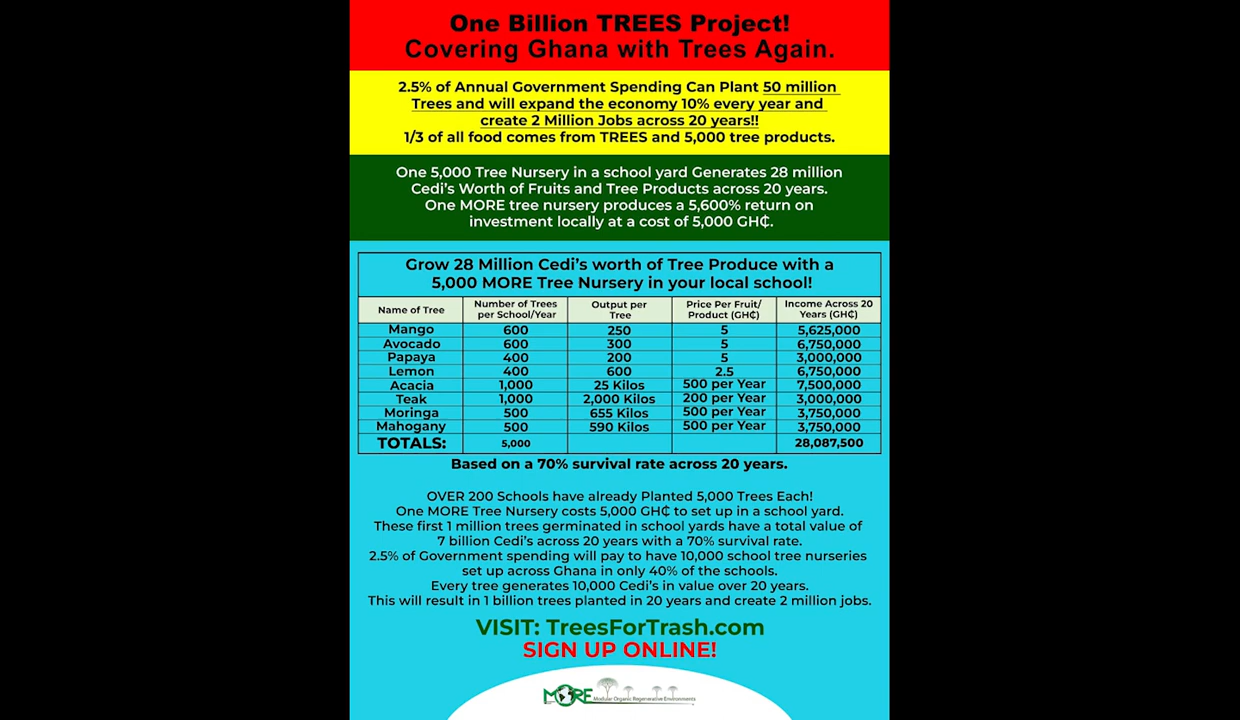 One Billion TREES Project!
Covering Ghana with Trees Again.
2.5% of Annual Government Spending Can Plant 50 million
Trees and will expand the economy 10% every year and
create 2 Million Jobs across 20 years!!
1/3 of all food comes from TREES and 5,000 tree products.
One 5,000 Tree Nursery in a school yard Generates 28 million
Cedi's Worth of Fruits and Tree Products across 20 years.
One MORE tree nursery produces a 5,600% return on
investment locally at a cost of 5,000 GH₵.
Grow 28 Million Cedi's worth of Tree Produce with a
5,000 MORE Tree Nursery in your local school!
Name of Tree Number of Trees per School/Year Output per Tree Price Per Fruit/ Product (GH₵) Income Across 20 Years (GH₵)
Mango 600 250 5 5,625,000
Avocado 600 300 5 6,750,000
Papaya 400 200 5 3,000,000
Lemon 400 600 2.5 6,750,000
Acacia 1,000 25 Kilos 500 per Year 7,500,000
Teak 1,000 2,000 Kilos 200 per Year 3,000,000
Moringa 500 655 Kilos 500 per Year 3,750,000
Mahogany 500 590 Kilos 500 per Year 3,750,000
TOTALS: 5,000 28,087,500
Based on a 70% survival rate across 20 years.
OVER 200 Schools have already Planted 5,000 Trees Each!
One MORE Tree Nursery costs 5,000 GH₵ to set up in a school yard.
These first 1 million trees germinated in school yards have a total value of
7 billion Cedi's across 20 years with a 70% survival rate.
2.5% of Government spending will pay to have 10,000 school tree nurseries
set up across Ghana in only 40% of the schools.
Every tree generates 10,000 Cedi's in value over 20 years.
This will result in 1 billion trees planted in 20 years and create 2 million jobs.
VISIT: TreesForTrash.com
SIGN UP ONLINE!
MORE Modular Organic Regenerative Environments